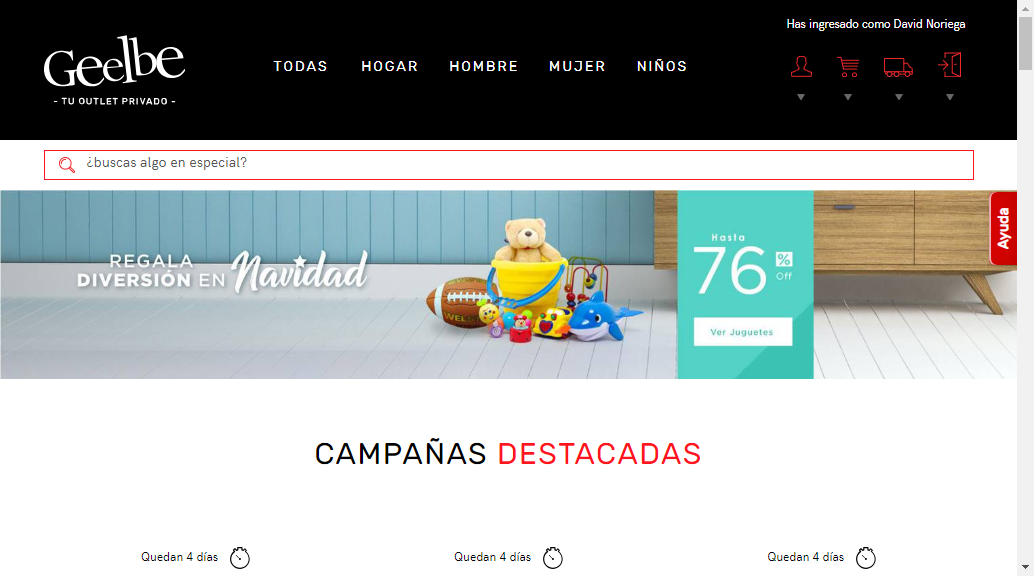 Has ingresado como David Noriega
Geelbe
- TU OUTLET PRIVADO -
TODAS HOGAR HOMBRE MUJER NIÑOS
¿buscas algo en especial?
Ayuda
REGALA
DIVERSIÓN EN Navidad
Hasta
76 %
Off
Ver Juguetes
CAMPAÑAS DESTACADAS
Quedan 4 días
Quedan 4 días
Quedan 4 días